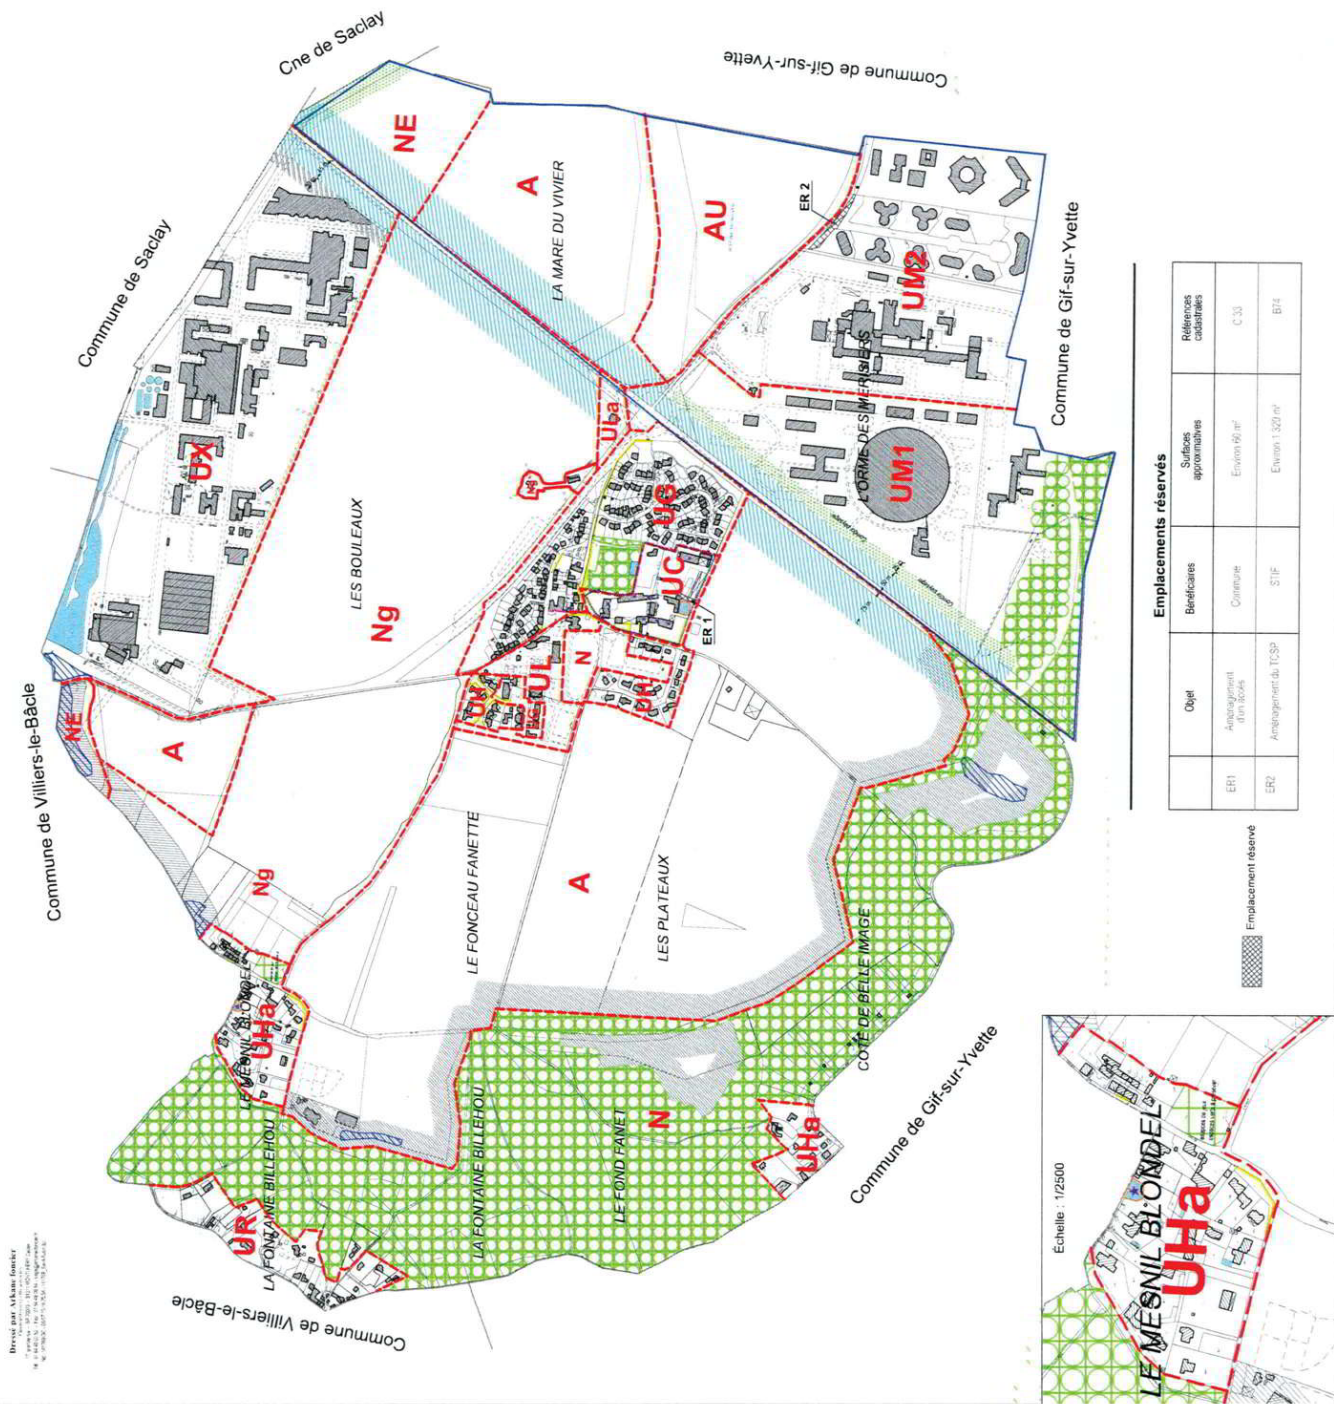 Dressé par Arkane foncier
Cne de Saclay
Commune de Gif-sur-Yvette
Commune de Saclay
Commune de Villiers-le-Bâcle
NE
A
LA MARE DU VIVIER
AU
ER 2
UX
UM2
Commune de Gif-sur-Yvette
L'ORME DES MERISIERS
UM1
LES BOULEAUX
Ng
Uba
UG
UC
ER 1
UL
N
UH
NE
A
Ng
LE FONCEAU FANETTE
A
LES PLATEAUX
LE MESNIL BLONDEL
UHa
COTE DE BELLE IMAGE
LA FONTAINE BILLEHOU
LA FONTAINE BILLEHOU
UR
LE FOND FANET
N
UHa
Commune de Gif-sur-Yvette
Commune de Villiers-le-Bâcle
Emplacements réservés
Objet
Bénéficiaires
Surfaces
approximatives
Références
cadastrales
ER1
Aménagement
d'un accès
Commune
Environ 60 m²
C 33
ER2
Aménagement du TCSP
STIF
Environ 1 320 m²
B74
Emplacement réservé
Échelle : 1/2500
LE MESNIL BLONDEL
UHa